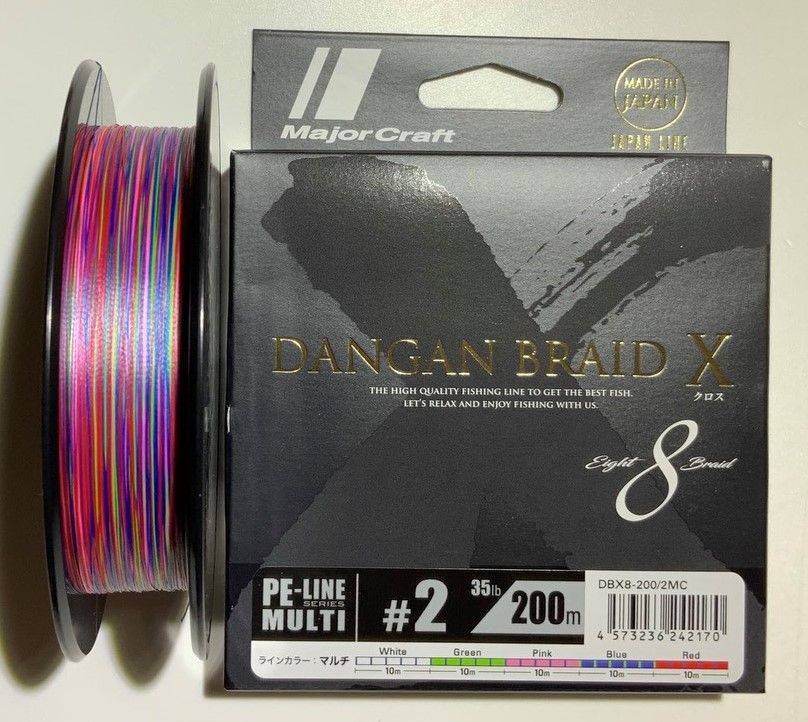 MajorCraft
MADE IN
JAPAN
JAPAN LINE
DANGAN BRAID X
クロス
THE HIGH QUALITY FISHING LINE TO GET THE BEST FISH.
LET'S RELAX AND ENJOY FISHING WITH US.
Eight 8 Braid
PE-LINE
SERIES
MULTI
#2
35lb
200m
DBX8-200/2MC
4 573236 242170
White Green Pink Blue Red
ラインカラー：マルチ
10m 10m 10m 10m 10m